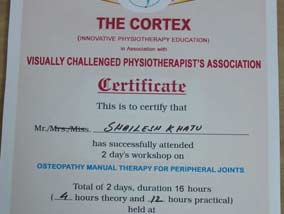 THE CORTEX
(INNOVATIVE PHYSIOTHERAPY EDUCATION)
in Association with
VISUALLY CHALLENGED PHYSIOTHERAPIST'S ASSOCIATION
Certificate
This is to certify that
Mr./Mrs./Miss. SHAILESH KHATU
has successfully attended
2 day's workshop on
OSTEOPATHY MANUAL THERAPY FOR PERIPHERAL JOINTS
Total of 2 days, duration 16 hours
( 4 hours theory and 12 hours practical)
held at